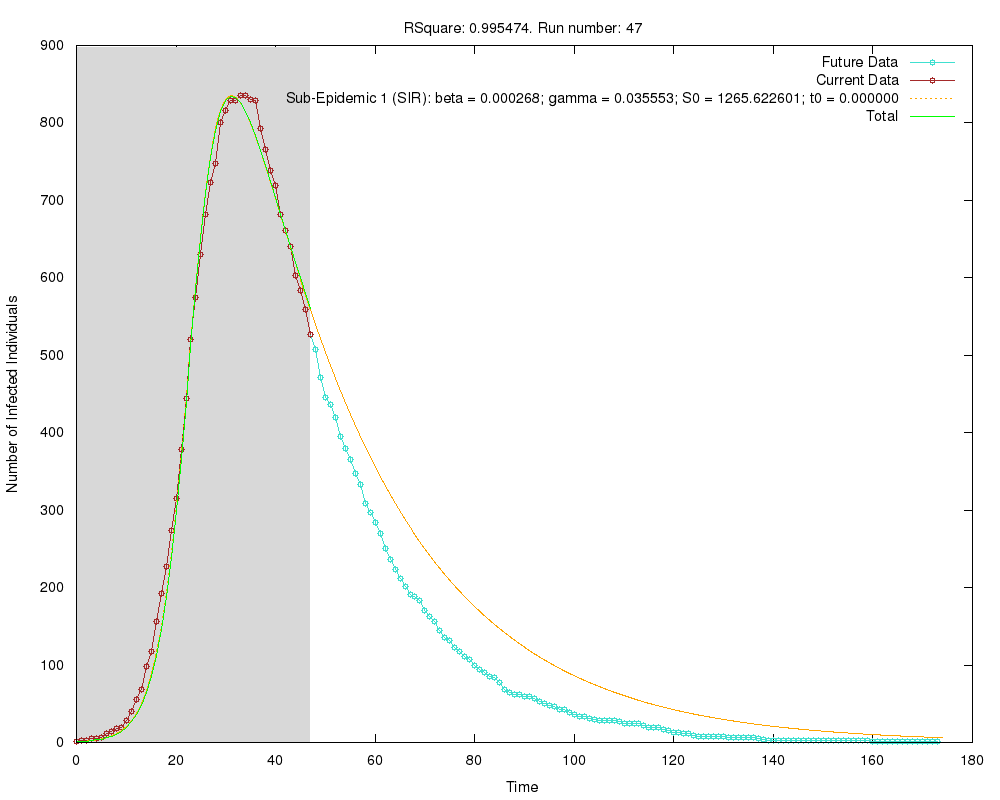 RSquare: 0.995474. Run number: 47
900
800
700
600
500
400
300
200
100
0
Number of Infected Individuals
Future Data
Current Data
Sub-Epidemic 1 (SIR): beta = 0.000268; gamma = 0.035553; S0 = 1265.622601; t0 = 0.000000
Total
0 20 40 60 80 100 120 140 160 180
Time